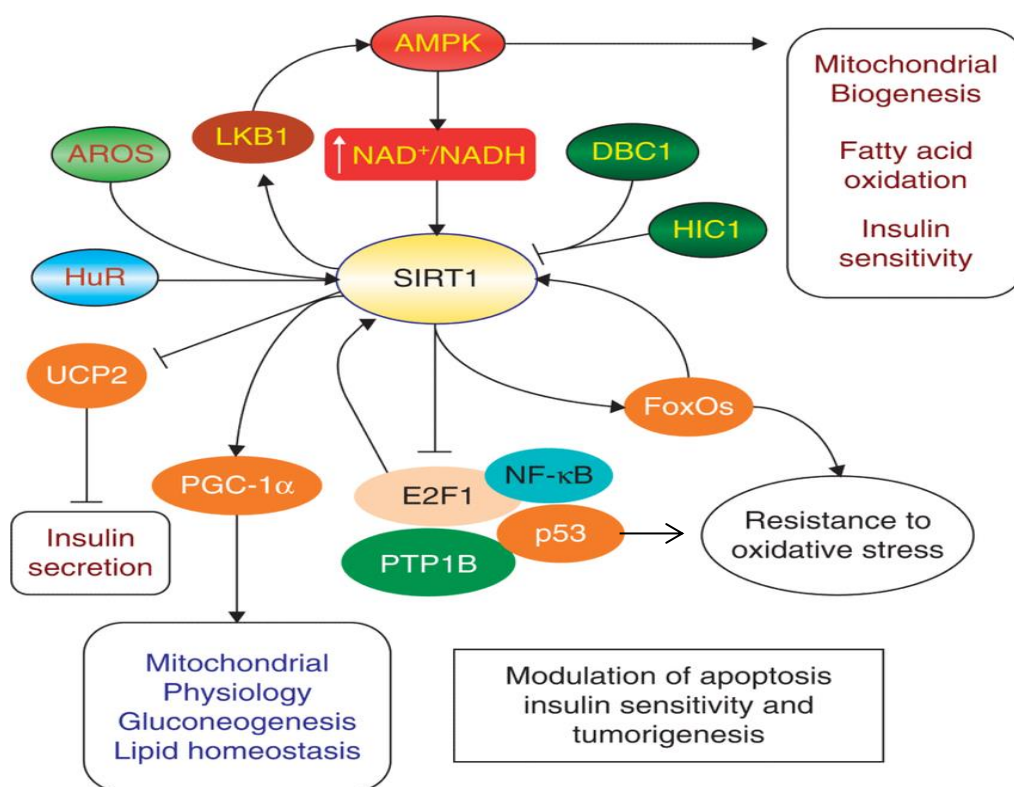 AMPK
Mitochondrial
Biogenesis
Fatty acid
oxidation
Insulin
sensitivity
LKB1
AROS
NAD⁺/NADH
DBC1
HIC1
HuR
SIRT1
UCP2
FoxOs
PGC-1α
E2F1
NF-κB
p53
PTP1B
Insulin
secretion
Resistance to
oxidative stress
Mitochondrial
Physiology
Gluconeogenesis
Lipid homeostasis
Modulation of apoptosis
insulin sensitivity and
tumorigenesis